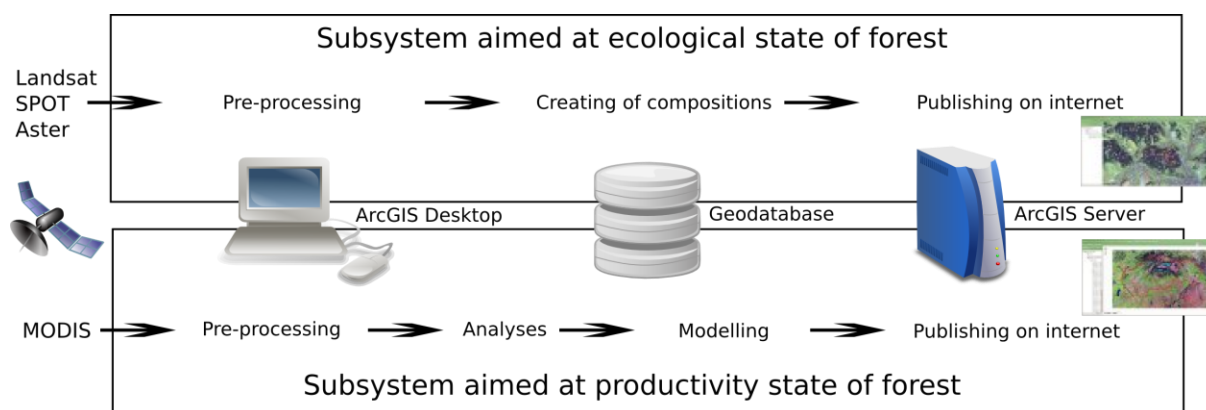 Subsystem aimed at ecological state of forest
Landsat
SPOT
Aster
Pre-processing
Creating of compositions
Publishing on internet
ArcGIS Desktop
Geodatabase
ArcGIS Server
MODIS
Pre-processing
Analyses
Modelling
Publishing on internet
Subsystem aimed at productivity state of forest